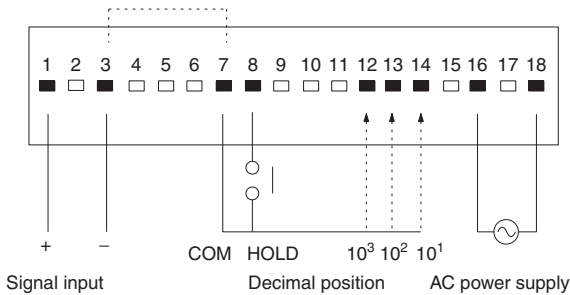 1 2 3 4 5 6 7 8 9 10 11 12 13 14 15 16 17 18
+ − COM HOLD 10³ 10² 10¹
Signal input Decimal position AC power supply